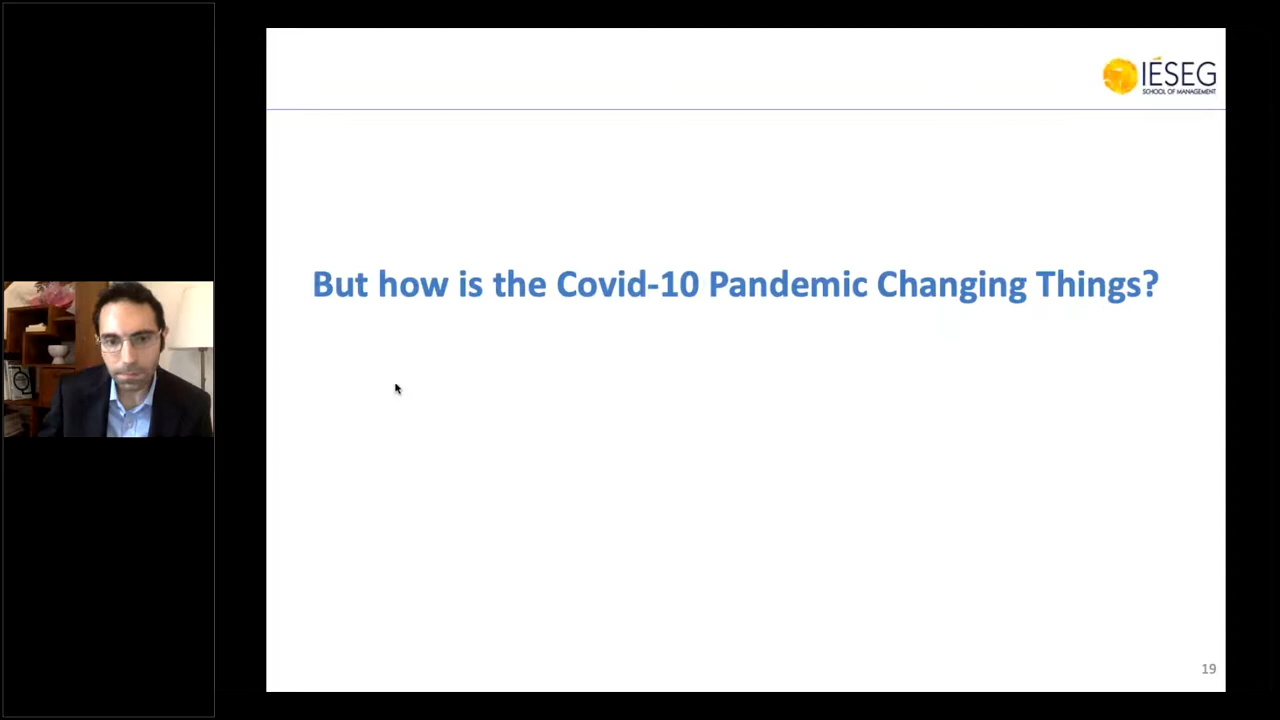 IÉSEG
SCHOOL OF MANAGEMENT
But how is the Covid-10 Pandemic Changing Things?
19